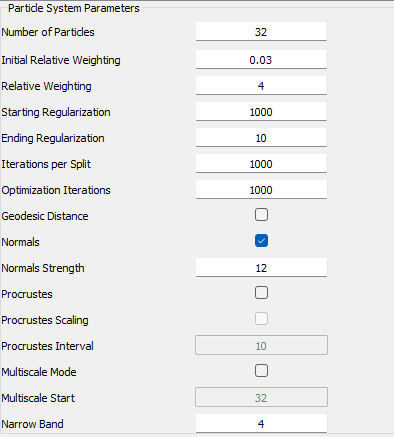 Particle System Parameters
Number of Particles 32
Initial Relative Weighting 0.03
Relative Weighting 4
Starting Regularization 1000
Ending Regularization 10
Iterations per Split 1000
Optimization Iterations 1000
Geodesic Distance
Normals
Normals Strength 12
Procrustes
Procrustes Scaling
Procrustes Interval 10
Multiscale Mode
Multiscale Start 32
Narrow Band 4